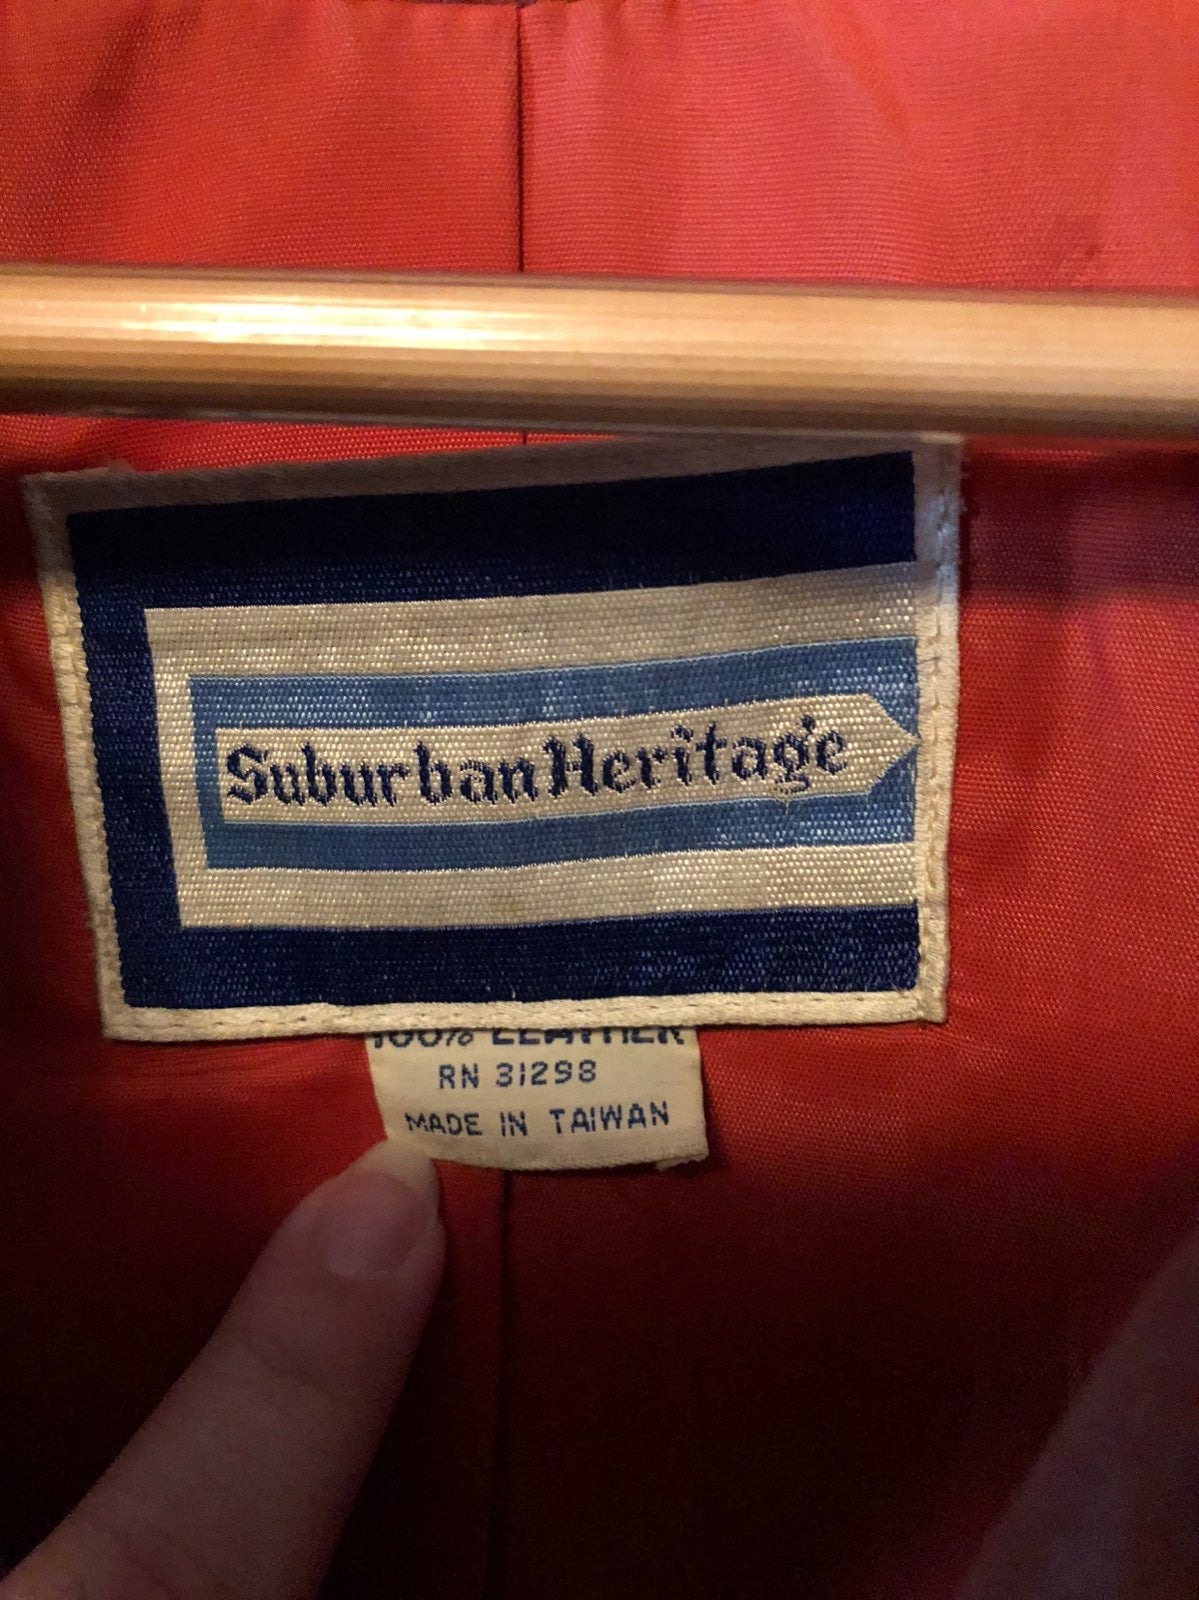 Suburban Heritage
100% LEATHER
RN 31298
MADE IN TAIWAN